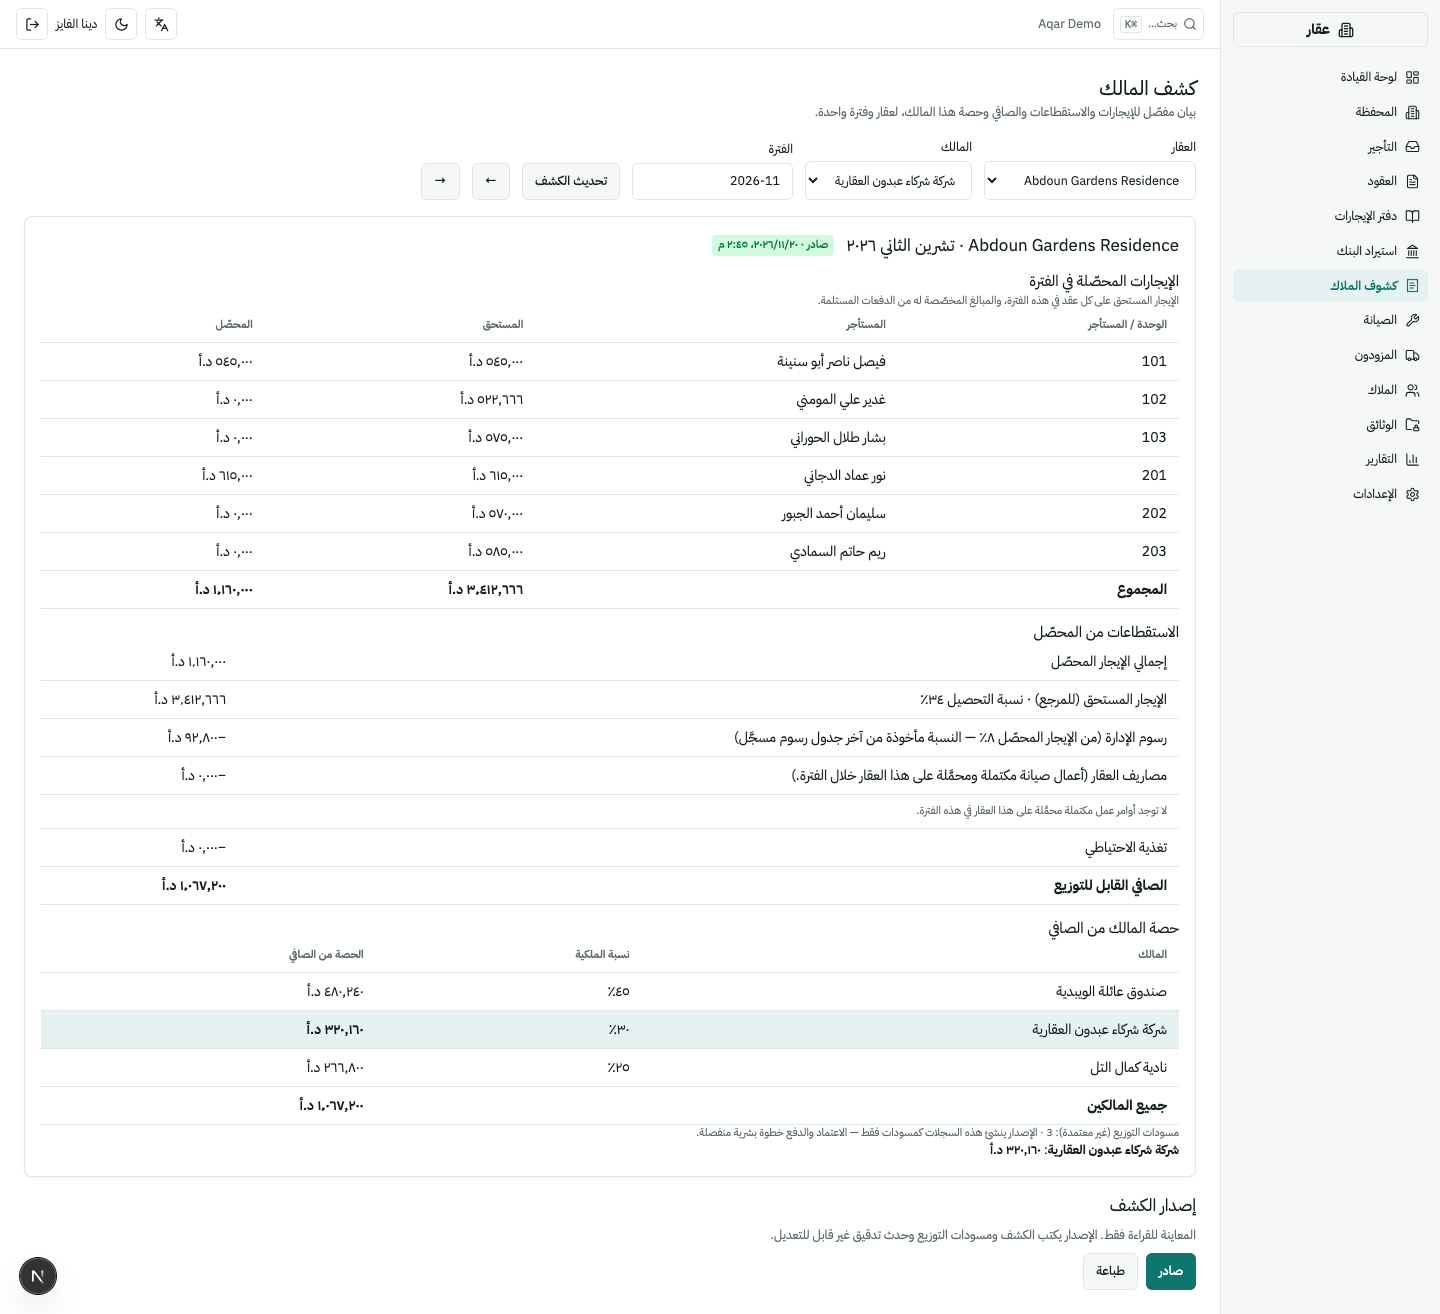 عقار
لوحة القيادة
المحفظة
التأجير
العقود
دفتر الإيجارات
استيراد البنك
كشوف الملاك
الصيانة
المزودون
الملاك
الوثائق
التقارير
الإعدادات
بحث... ⌘K
Aqar Demo
دينا الفايز
كشف المالك
بيان مفصّل للإيجارات والاستقطاعات والصافي وحصة هذا المالك، لعقار وفترة واحدة.
العقار المالك الفترة
Abdoun Gardens Residence شركة شركاء عبدون العقارية 2026-11 تحديث الكشف ← →
Abdoun Gardens Residence · تشرين الثاني ٢٠٢٦ صادر · ٢٠٢٦/١١/٢٠، ٢:٤٥ م
الإيجارات المحصّلة في الفترة
الإيجار المستحق على كل عقد في هذه الفترة، والمبالغ المخصّصة له من الدفعات المستلمة.
الوحدة / المستأجر المستأجر المستحق المحصّل
101 فيصل ناصر أبو سنينة ٥٤٥,٠٠٠ د.أ ٥٤٥,٠٠٠ د.أ
102 غدير علي المومني ٥٢٢,٦٦٦ د.أ ٠,٠٠٠ د.أ
103 بشار طلال الحوراني ٥٧٥,٠٠٠ د.أ ٠,٠٠٠ د.أ
201 نور عماد الدجاني ٦١٥,٠٠٠ د.أ ٦١٥,٠٠٠ د.أ
202 سليمان أحمد الجبور ٥٧٠,٠٠٠ د.أ ٠,٠٠٠ د.أ
203 ريم حاتم السمادي ٥٨٥,٠٠٠ د.أ ٠,٠٠٠ د.أ
المجموع ٣,٤١٢,٦٦٦ د.أ ١,١٦٠,٠٠٠ د.أ
الاستقطاعات من المحصّل
إجمالي الإيجار المحصّل ١,١٦٠,٠٠٠ د.أ
الإيجار المستحق (للمرجع) · نسبة التحصيل ٣٤٪ ٣,٤١٢,٦٦٦ د.أ
رسوم الإدارة (من الإيجار المحصّل ٨٪ — النسبة مأخوذة من آخر جدول رسوم مسجَّل) −٩٢,٨٠٠ د.أ
مصاريف العقار (أعمال صيانة مكتملة ومحمَّلة على هذا العقار خلال الفترة.) −٠,٠٠٠ د.أ
لا توجد أوامر عمل مكتملة محمَّلة على هذا العقار في هذه الفترة.
تغذية الاحتياطي −٠,٠٠٠ د.أ
الصافي القابل للتوزيع ١,٠٦٧,٢٠٠ د.أ
حصة المالك من الصافي
المالك نسبة الملكية الحصة من الصافي
صندوق عائلة الويبدية ٤٥٪ ٤٨٠,٢٤٠ د.أ
شركة شركاء عبدون العقارية ٣٠٪ ٣٢٠,١٦٠ د.أ
نادية كمال التل ٢٥٪ ٢٦٦,٨٠٠ د.أ
جميع المالكين ١,٠٦٧,٢٠٠ د.أ
مسودات التوزيع (غير معتمدة): 3 · الإصدار ينشئ هذه السجلات كمسودات فقط — الاعتماد والدفع خطوة بشرية منفصلة.
شركة شركاء عبدون العقارية: ٣٢٠,١٦٠ د.أ
إصدار الكشف
المعاينة للقراءة فقط. الإصدار يكتب الكشف ومسودات التوزيع وحدث تدقيق غير قابل للتعديل.
صادر طباعة
N